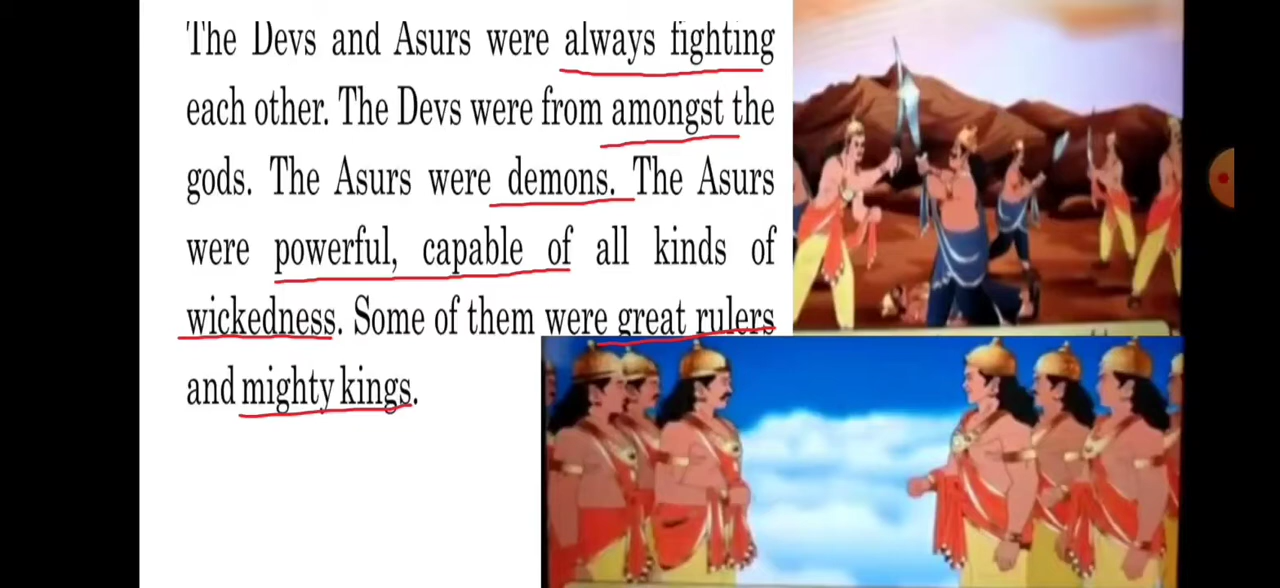 The Devs and Asurs were always fighting
each other. The Devs were from amongst the
gods. The Asurs were demons. The Asurs
were powerful, capable of all kinds of
wickedness. Some of them were great rulers
and mighty kings.